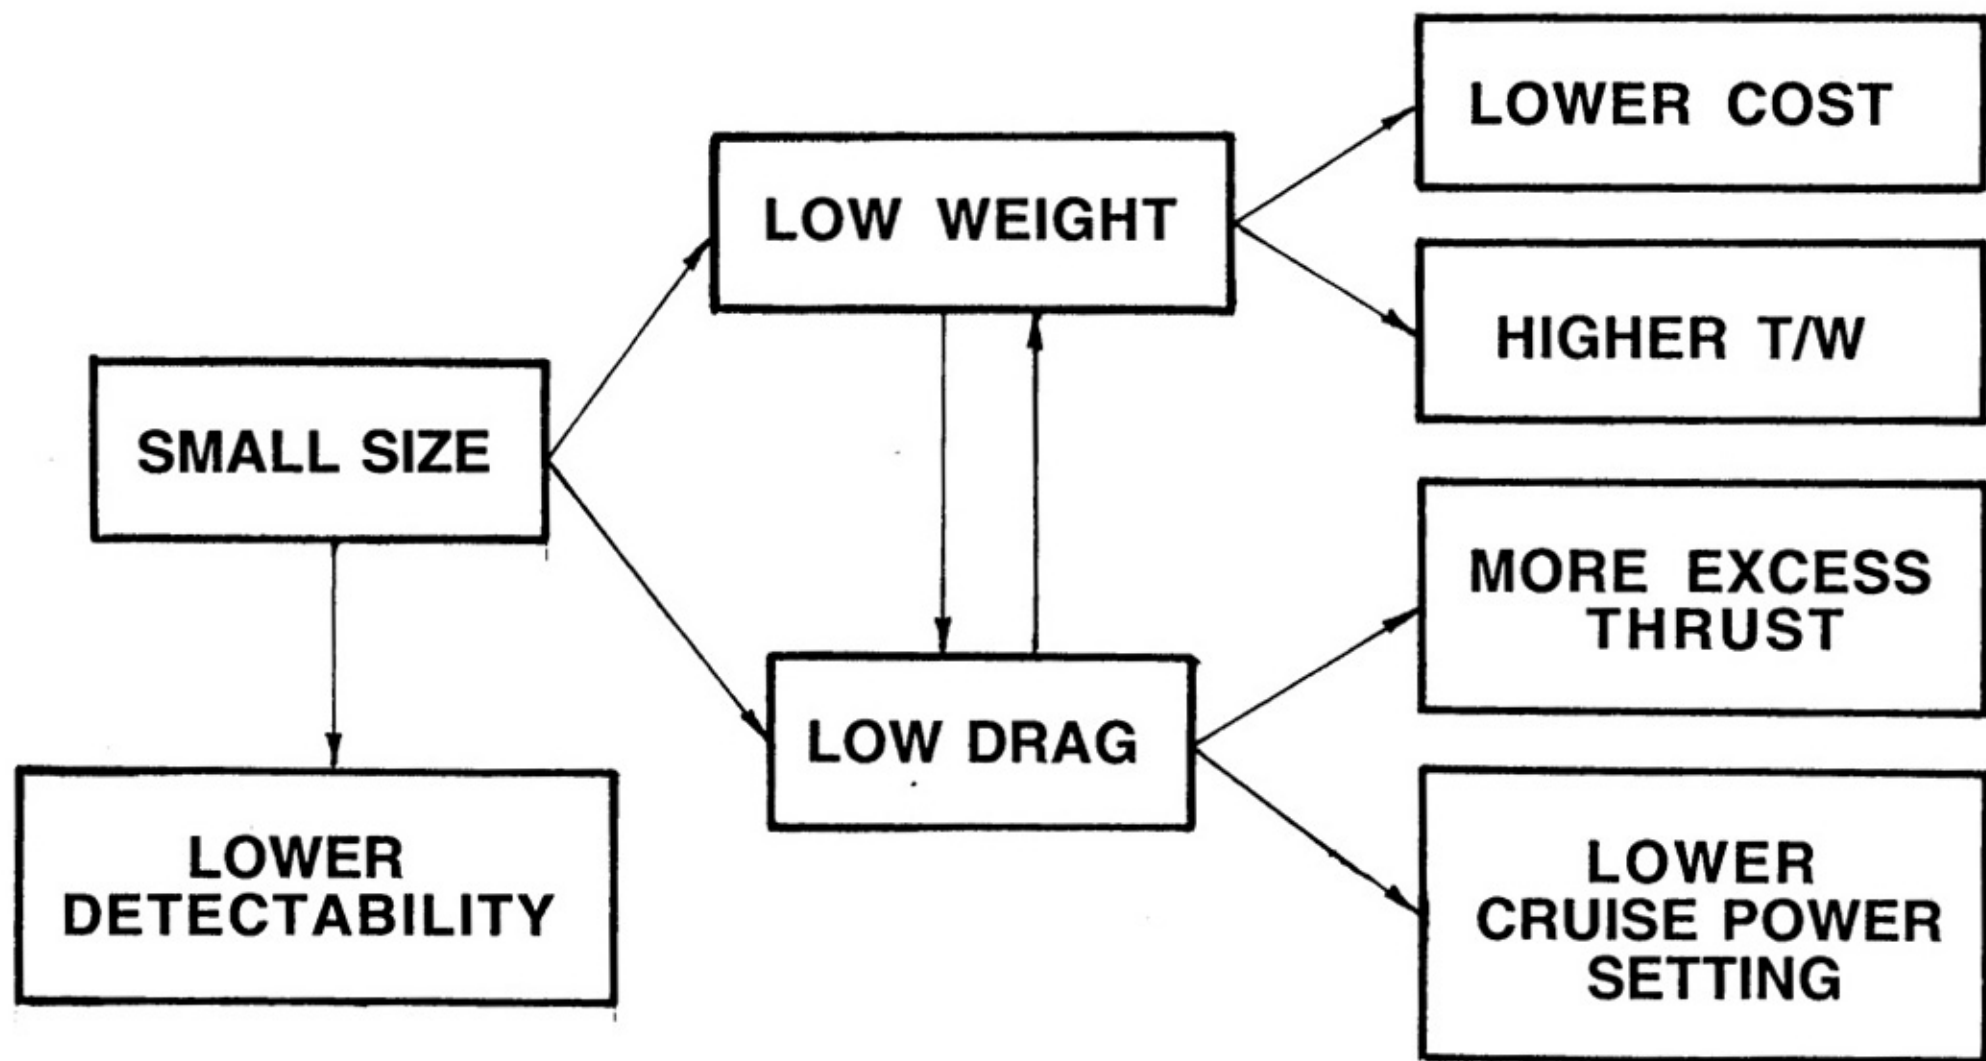 SMALL SIZE
LOWER
DETECTABILITY
LOW WEIGHT
LOW DRAG
LOWER COST
HIGHER T/W
MORE EXCESS
THRUST
LOWER
CRUISE POWER
SETTING